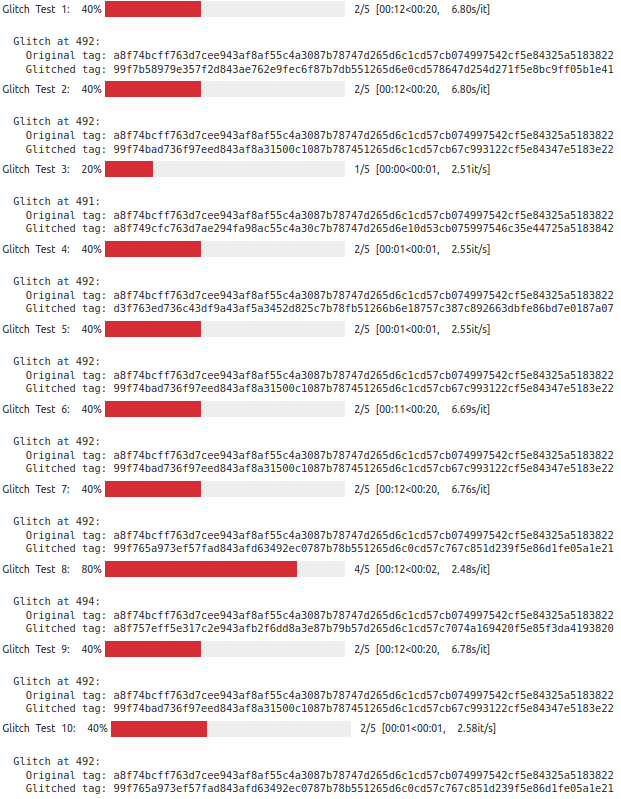 Glitch Test 1: 40% 2/5 [00:12<00:20, 6.80s/it]
Glitch at 492:
Original tag: a8f74bcff763d7cee943af8af55c4a3087b78747d265d6c1cd57cb074997542cf5e84325a5183822
Glitched tag: 99f7b58979e357f2d843ae762e9fec6f87b7db551265d6e0cd578647d254d271f5e8bc9ff05b1e41
Glitch Test 2: 40% 2/5 [00:12<00:20, 6.80s/it]
Glitch at 492:
Original tag: a8f74bcff763d7cee943af8af55c4a3087b78747d265d6c1cd57cb074997542cf5e84325a5183822
Glitched tag: 99f74bad736f97eed843af8a31500c1087b787451265d6cd57cb67c993122cf5e84347e5183e22
Glitch Test 3: 20% 1/5 [00:00<00:01, 2.51it/s]
Glitch at 491:
Original tag: a8f74bcff763d7cee943af8af55c4a3087b78747d265d6c1cd57cb074997542cf5e84325a5183822
Glitched tag: a8f749cfc763d7ae294fa98ac55c4a30c7b78747d265d6e10d53cb075997546c35e44725a5183842
Glitch Test 4: 40% 2/5 [00:01<00:01, 2.55it/s]
Glitch at 492:
Original tag: a8f74bcff763d7cee943af8af55c4a3087b78747d265d6c1cd57cb074997542cf5e84325a5183822
Glitched tag: d3f763ed736c43df9a43af5a3452d825c7b78fb51266b6e18757c387c892663dbfe86bd7e0187a07
Glitch Test 5: 40% 2/5 [00:01<00:01, 2.55it/s]
Glitch at 492:
Original tag: a8f74bcff763d7cee943af8af55c4a3087b78747d265d6c1cd57cb074997542cf5e84325a5183822
Glitched tag: 99f74bad736f97eed843af8a31500c1087b787451265d6cd57cb67c993122cf5e84347e5183e22
Glitch Test 6: 40% 2/5 [00:11<00:20, 6.69s/it]
Glitch at 492:
Original tag: a8f74bcff763d7cee943af8af55c4a3087b78747d265d6c1cd57cb074997542cf5e84325a5183822
Glitched tag: 99f74bad736f97eed843af8a31500c1087b787451265d6cd57cb67c993122cf5e84347e5183e22
Glitch Test 7: 40% 2/5 [00:12<00:20, 6.76s/it]
Glitch at 492:
Original tag: a8f74bcff763d7cee943af8af55c4a3087b78747d265d6c1cd57cb074997542cf5e84325a5183822
Glitched tag: 99f765a973ef57fad843afd63492ec0787b78b551265d6c0cd57c767c851d239f5e86d1fe05a1e21
Glitch Test 8: 80% 4/5 [00:12<00:02, 2.48s/it]
Glitch at 494:
Original tag: a8f74bcff763d7cee943af8af55c4a3087b78747d265d6c1cd57cb074997542cf5e84325a5183822
Glitched tag: a8f757eff5e317c2e943afb2f6dd8a3e87b79b57d265d6c1cd57c7074a169420f5e85f3da4193820
Glitch Test 9: 40% 2/5 [00:12<00:20, 6.78s/it]
Glitch at 492:
Original tag: a8f74bcff763d7cee943af8af55c4a3087b78747d265d6c1cd57cb074997542cf5e84325a5183822
Glitched tag: 99f74bad736f97eed843af8a31500c1087b787451265d6cd57cb67c993122cf5e84347e5183e22
Glitch Test 10: 40% 2/5 [00:01<00:01, 2.58it/s]
Glitch at 492:
Original tag: a8f74bcff763d7cee943af8af55c4a3087b78747d265d6c1cd57cb074997542cf5e84325a5183822
Glitched tag: 99f765a973ef57fad843afd63492ec0787b78b551265d6c0cd57c767c851d239f5e86d1fe05a1e21